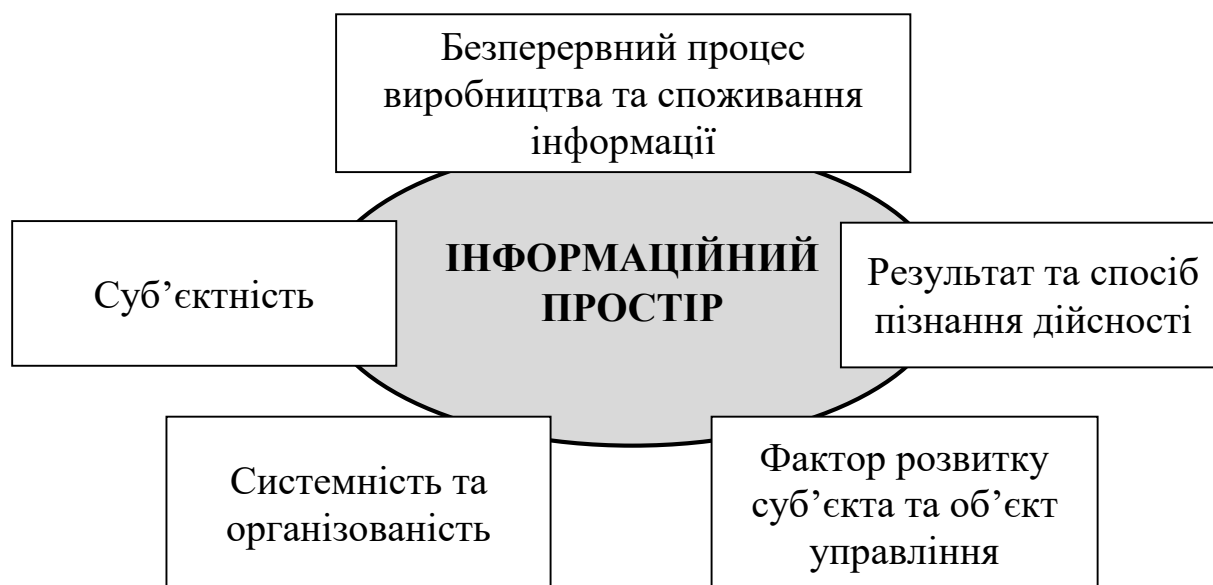 Безперервний процес
виробництва та споживання
інформації
ІНФОРМАЦІЙНИЙ
ПРОСТІР
Суб’єктність
Результат та спосіб
пізнання дійсності
Системність та
організованість
Фактор розвитку
суб’єкта та об’єкт
управління